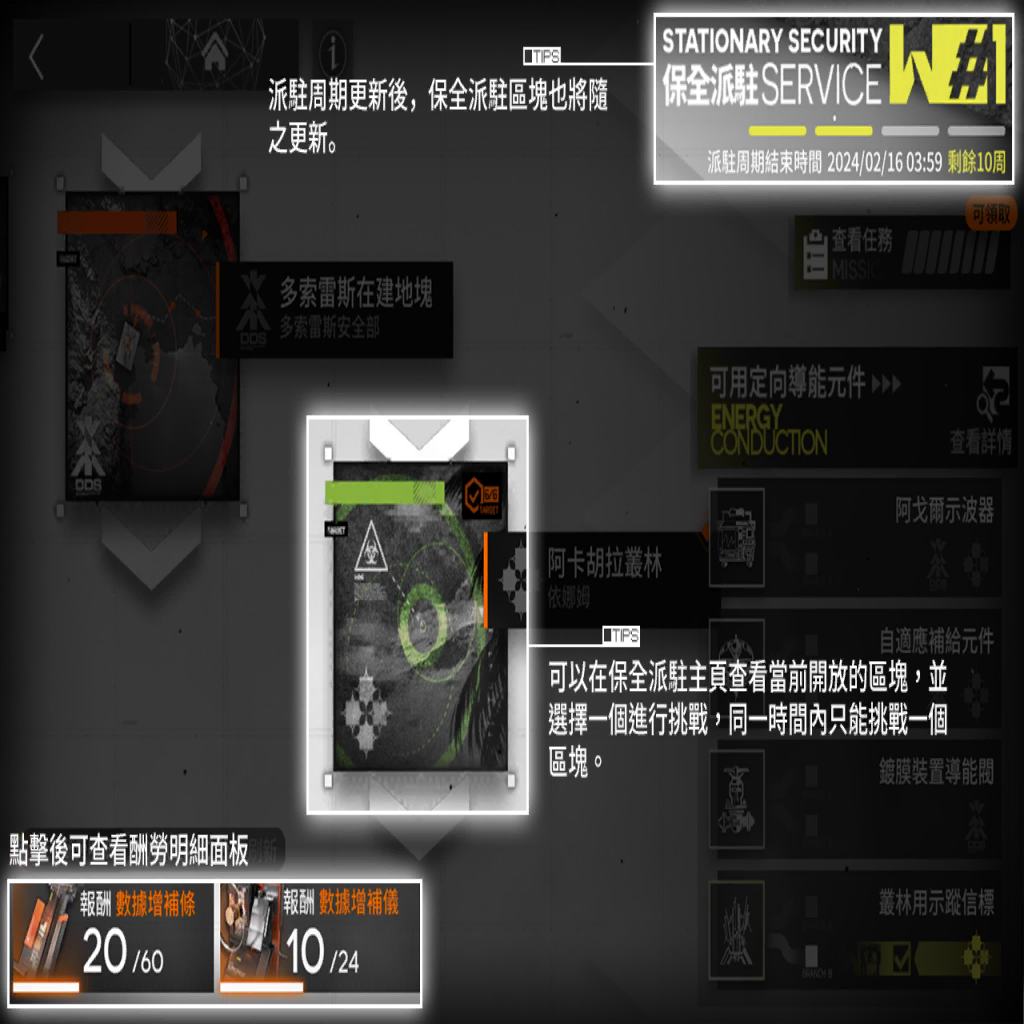 TIPS
派駐周期更新後，保全派駐區塊也將隨
之更新。
STATIONARY SECURITY
保全派駐SERVICE
#1
派駐周期結束時間 2024/02/16 03:59 剩餘10周
可領取
查看任務
MISSIO
多索雷斯在建地塊
多索雷斯安全部
DDS
DDS
可用定向導能元件
ENERGY
CONDUCTION
查看詳情
6/6
TARGET
阿卡胡拉叢林
依娜姆
阿戈爾示波器
TIPS
可以在保全派駐主頁查看當前開放的區塊，並
選擇一個進行挑戰，同一時間內只能挑戰一個
區塊。
自適應補給元件
鍍膜裝置導能閥
叢林用示蹤信標
BRANCH B
點擊後可查看酬勞明細面板
刷新
報酬 數據增補條
20/60
報酬 數據增補儀
10/24